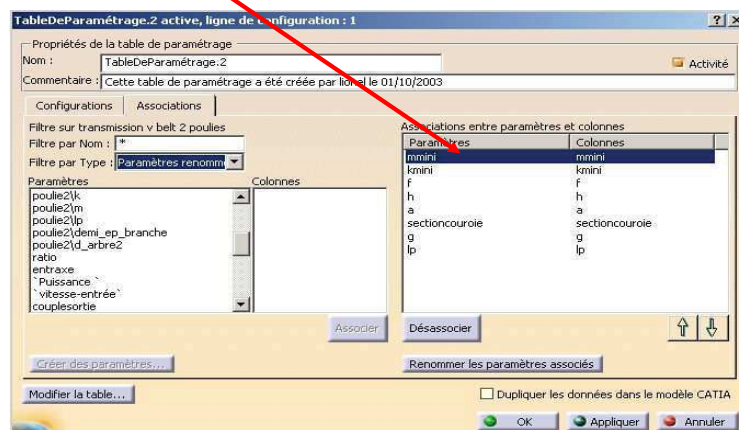 TableDeParamétrage.2 active, ligne de configuration : 1
Propriétés de la table de paramétrage
Nom : TableDeParamétrage.2 Activité
Commentaire : Cette table de paramétrage a été créée par lionel le 01/10/2003
Configurations Associations
Filtre sur transmission v belt 2 poulies
Filtre par Nom : *
Filtre par Type : Paramètres renomm
Paramètres Colonnes
poulie2\k
poulie2\m
poulie2\lp
poulie2\demi_ep_branche
poulie2\d_arbre2
ratio
entraxe
`Puissance `
`vitesse-entrée`
couplesortie
Associer
Créer des paramètres...
Associations entre paramètres et colonnes
Paramètres Colonnes
mmini mmini
kmini kmini
f f
h h
a a
sectioncouroie sectioncouroie
g g
lp lp
Désassocier
Renommer les paramètres associés
Modifier la table...
Dupliquer les données dans le modèle CATIA
OK Appliquer Annuler